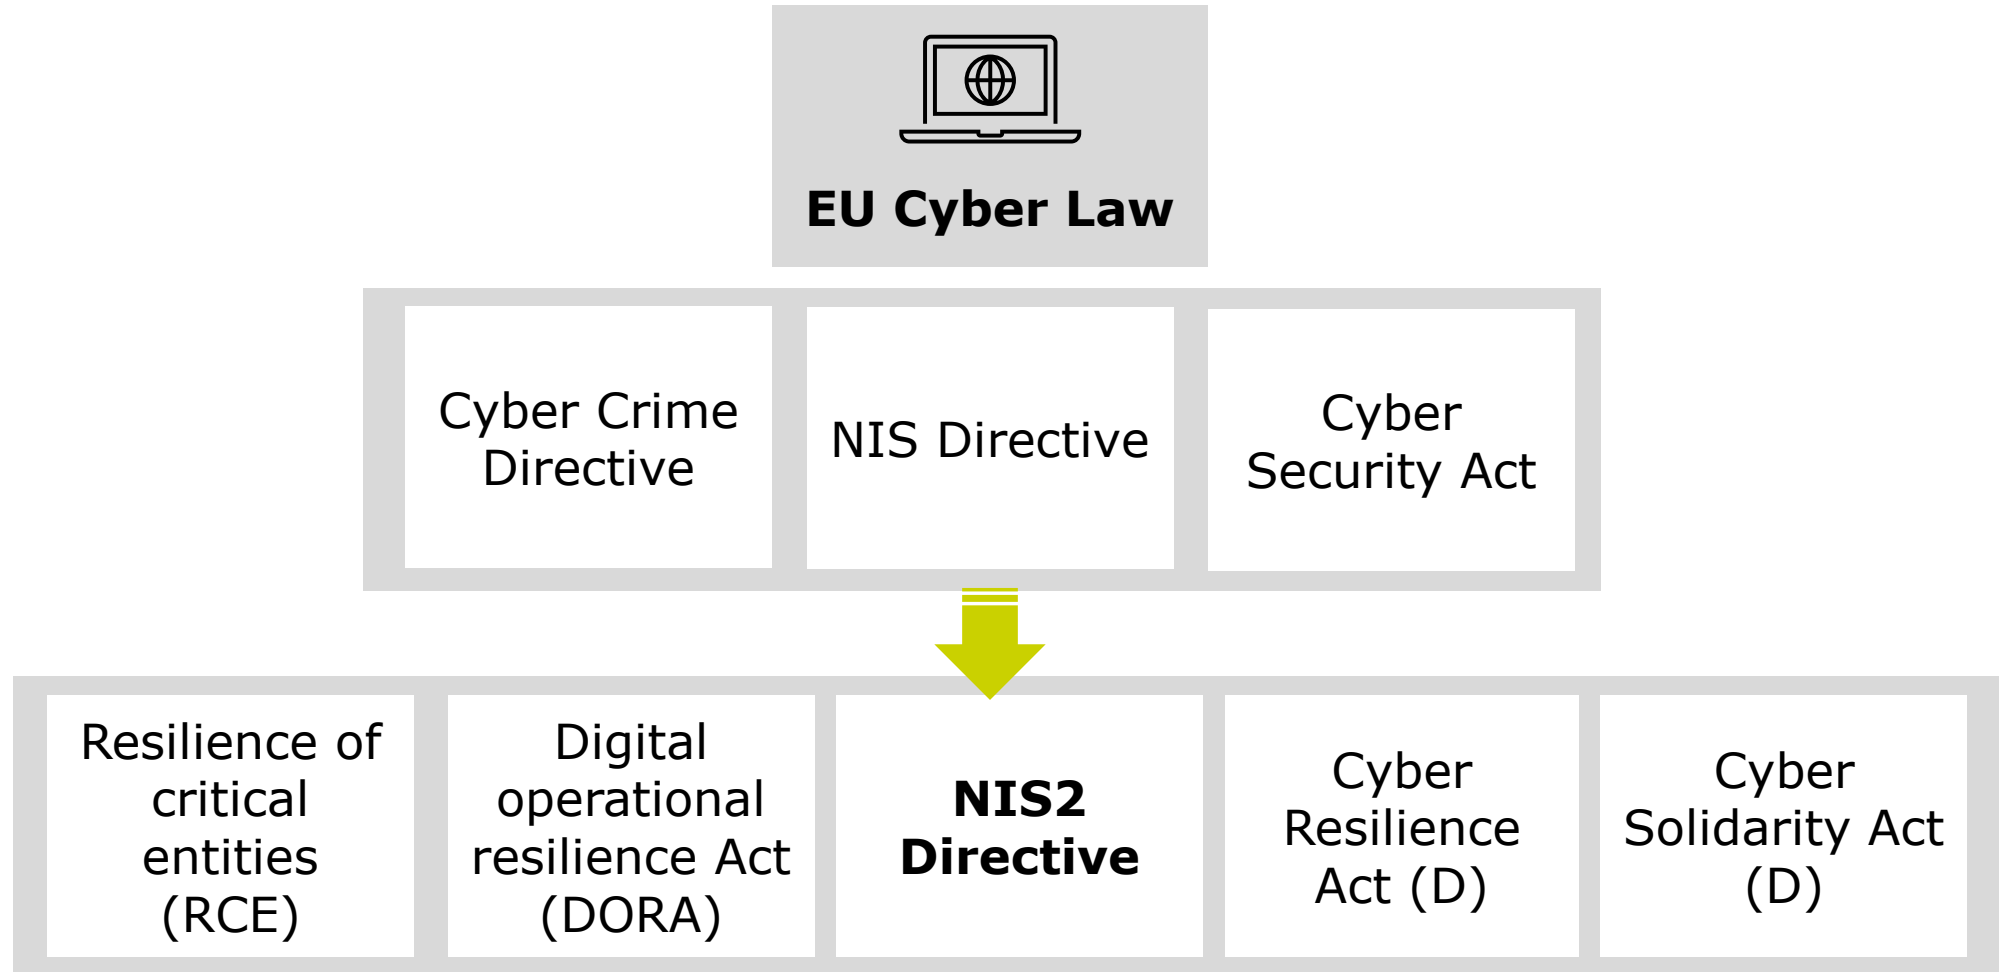 EU Cyber Law
Cyber Crime
Directive
NIS Directive
Cyber
Security Act
Resilience of
critical
entities
(RCE)
Digital
operational
resilience Act
(DORA)
NIS2
Directive
Cyber
Resilience
Act (D)
Cyber
Solidarity Act
(D)